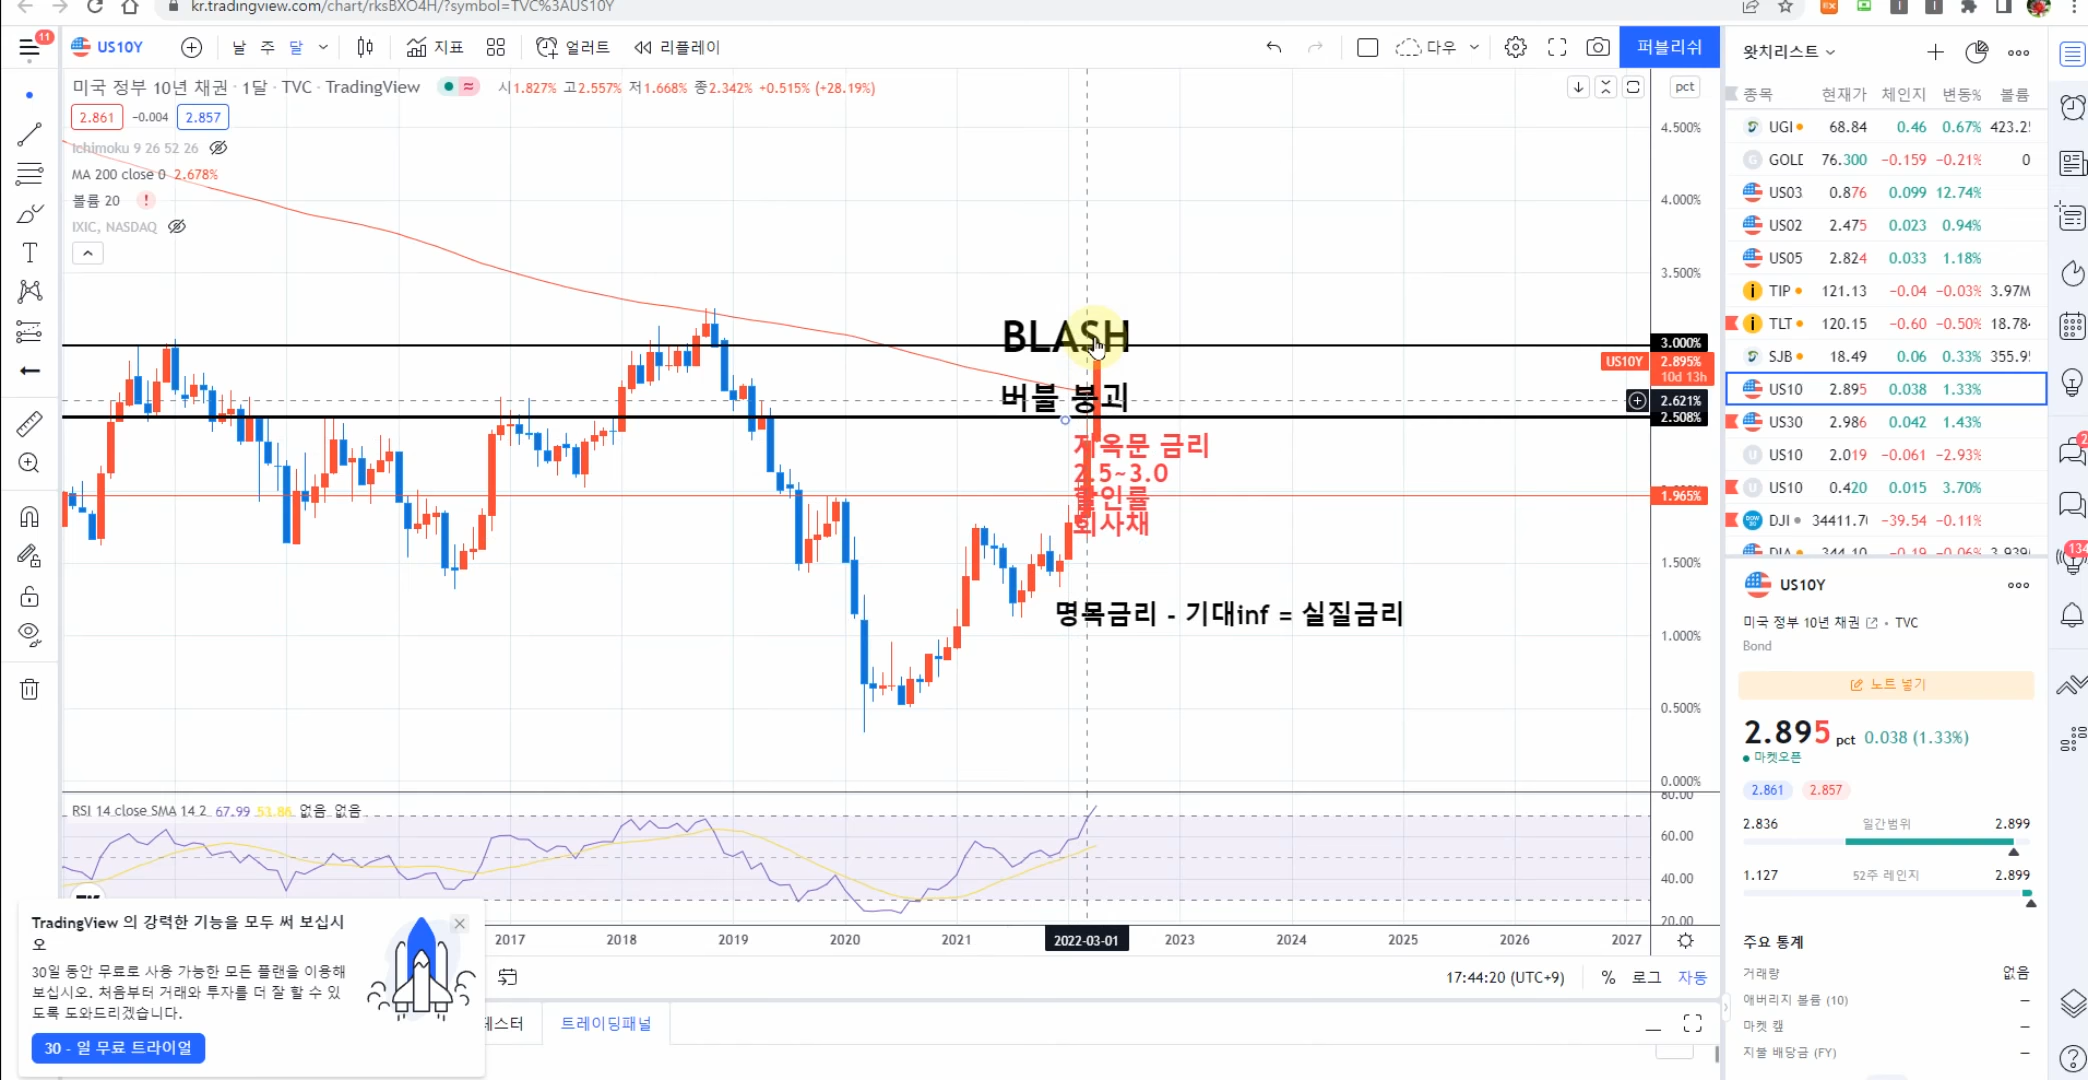 kr.tradingview.com/chart/rksBXO4H/?symbol=TVC%3AUS10Y
11
US10Y
날 주 달
지표
얼러트
리플레이
다우
퍼블리쉬
미국 정부 10년 채권 · 1달 · TVC · TradingView
시1.827% 고2.557% 저1.668% 종2.342% +0.515% (+28.19%)
2.861 -0.004 2.857
Ichimoku 9 26 52 26
MA 200 close 0 2.678%
볼륨 20 !
IXIC, NASDAQ
BLASH
버블 붕괴
지옥문 금리
2.5~3.0
할인률
회사채
명목금리 - 기대inf = 실질금리
pct
4.500%
4.000%
3.500%
3.000%
US10Y 2.895%
10d 13h
2.621%
2.508%
1.965%
1.500%
1.000%
0.500%
0.000%
RSI 14 close SMA 14 2 67.99 53.86 없음 없음
80.00
60.00
40.00
20.00
2017 2018 2019 2020 2021 2022-03-01 2023 2024 2025 2026 2027
17:44:20 (UTC+9) % 로그 자동
테스터 트레이딩패널
TradingView 의 강력한 기능을 모두 써 보십시
오
30일 동안 무료로 사용 가능한 모든 플랜을 이용해
보십시오. 처음부터 거래와 투자를 더 잘 할 수 있
도록 도와드리겠습니다.
30 - 일 무료 트라이얼
왓치리스트
종목 현재가 체인지 변동% 볼륨
UGI 68.84 0.46 0.67% 423.2
GOLD 76.300 -0.159 -0.21% 0
US03 0.876 0.099 12.74%
US02 2.475 0.023 0.94%
US05 2.824 0.033 1.18%
TIP 121.13 -0.04 -0.03% 3.97M
TLT 120.15 -0.60 -0.50% 18.78
SJB 18.49 0.06 0.33% 355.9
US10 2.895 0.038 1.33%
US30 2.986 0.042 1.43%
US10 2.019 -0.061 -2.93%
US10 0.420 0.015 3.70%
DJI 34411.7 -39.54 -0.11%
DIA 344.10 -0.19 -0.06% 3.939
US10Y
미국 정부 10년 채권 · TVC
Bond
노트 넣기
2.895 pct 0.038 (1.33%)
마켓오픈
2.861 2.857
2.836 일간범위 2.899
1.127 52주 레인지 2.899
주요 통계
거래량 없음
애버리지 볼륨 (10) —
마켓 캪 —
지불 배당금 (FY) —
134